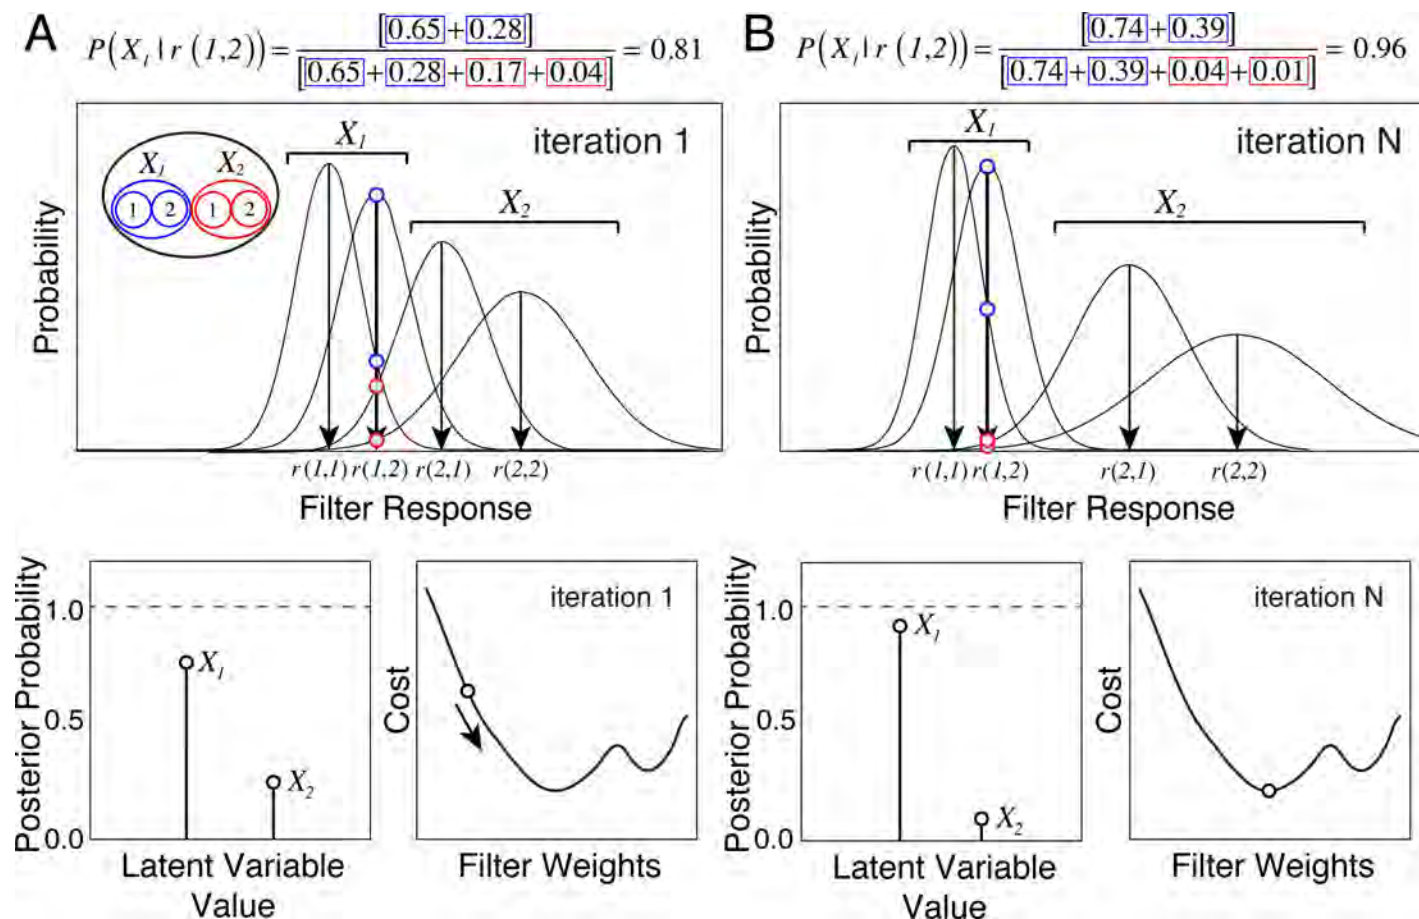 A
P(X1 | r (1,2)) = [0.65+0.28] / [0.65+0.28+0.17+0.04] = 0.81
iteration 1
X1
X2
X1 X2
1 2 1 2
Probability
r(1,1) r(1,2) r(2,1) r(2,2)
Filter Response
Posterior Probability
1.0
0.5
0.0
X1
X2
Latent Variable
Value
iteration 1
Cost
Filter Weights
B
P(X1 | r (1,2)) = [0.74+0.39] / [0.74+0.39+0.04+0.01] = 0.96
iteration N
X1
X2
Probability
r(1,1) r(1,2) r(2,1) r(2,2)
Filter Response
Posterior Probability
1.0
0.5
0.0
X1
X2
Latent Variable
Value
iteration N
Cost
Filter Weights